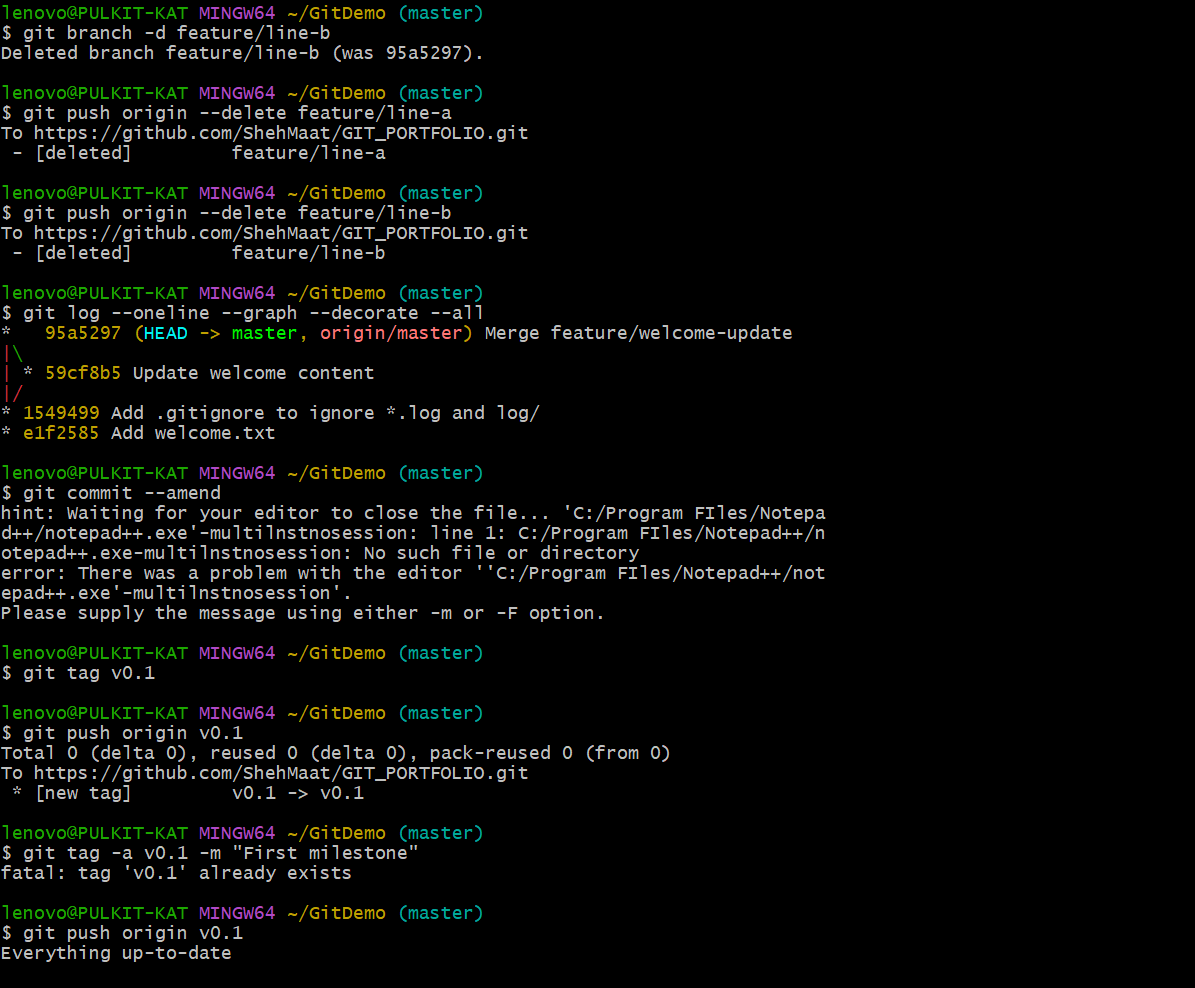 lenovo@PULKIT-KAT MINGW64 ~/GitDemo (master)
$ git branch -d feature/line-b
Deleted branch feature/line-b (was 95a5297).
lenovo@PULKIT-KAT MINGW64 ~/GitDemo (master)
$ git push origin --delete feature/line-a
To https://github.com/ShehMaat/GIT_PORTFOLIO.git
 - [deleted]         feature/line-a
lenovo@PULKIT-KAT MINGW64 ~/GitDemo (master)
$ git push origin --delete feature/line-b
To https://github.com/ShehMaat/GIT_PORTFOLIO.git
 - [deleted]         feature/line-b
lenovo@PULKIT-KAT MINGW64 ~/GitDemo (master)
$ git log --oneline --graph --decorate --all
*   95a5297 (HEAD -> master, origin/master) Merge feature/welcome-update
|\
| * 59cf8b5 Update welcome content
|/
* 1549499 Add .gitignore to ignore *.log and log/
* e1f2585 Add welcome.txt
lenovo@PULKIT-KAT MINGW64 ~/GitDemo (master)
$ git commit --amend
hint: Waiting for your editor to close the file... 'C:/Program FIles/Notepa
d++/notepad++.exe'-multilnstnosession: line 1: C:/Program FIles/Notepad++/n
otepad++.exe-multilnstnosession: No such file or directory
error: There was a problem with the editor ''C:/Program FIles/Notepad++/not
epad++.exe'-multilnstnosession'.
Please supply the message using either -m or -F option.
lenovo@PULKIT-KAT MINGW64 ~/GitDemo (master)
$ git tag v0.1
lenovo@PULKIT-KAT MINGW64 ~/GitDemo (master)
$ git push origin v0.1
Total 0 (delta 0), reused 0 (delta 0), pack-reused 0 (from 0)
To https://github.com/ShehMaat/GIT_PORTFOLIO.git
 * [new tag]         v0.1 -> v0.1
lenovo@PULKIT-KAT MINGW64 ~/GitDemo (master)
$ git tag -a v0.1 -m "First milestone"
fatal: tag 'v0.1' already exists
lenovo@PULKIT-KAT MINGW64 ~/GitDemo (master)
$ git push origin v0.1
Everything up-to-date